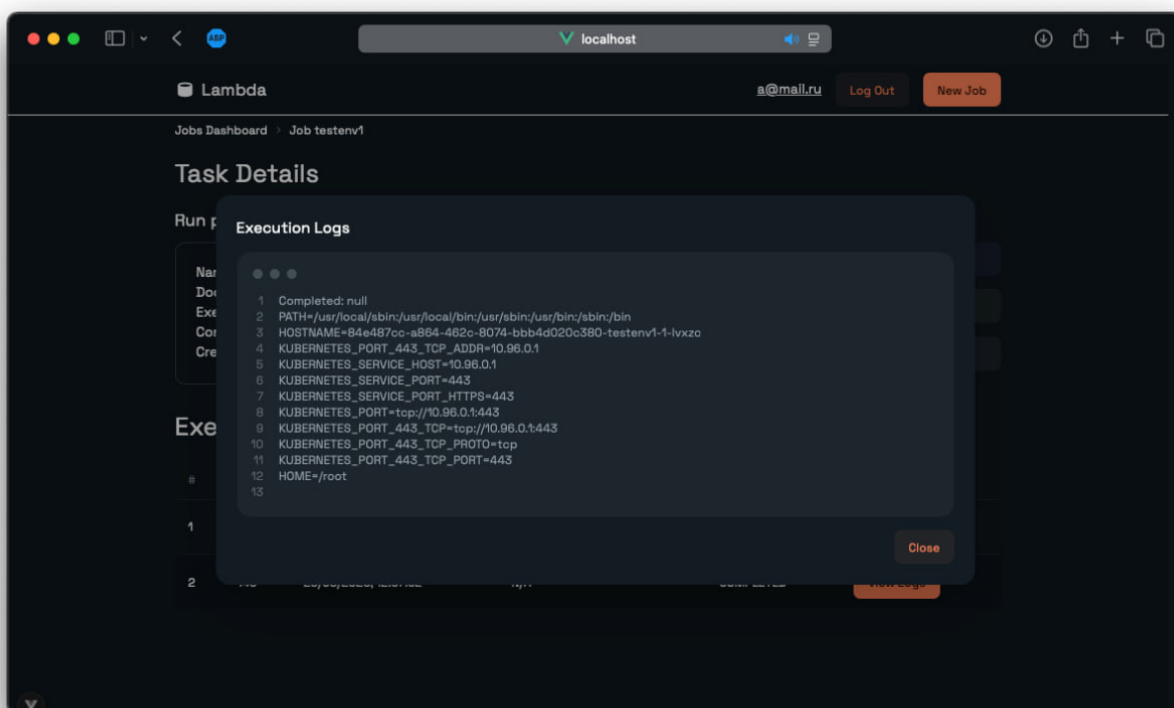 ABP
localhost
Lambda
a@mail.ru
Log Out
New Job
Jobs Dashboard > Job testenv1
Task Details
Run
Execution Logs
1 Completed: null
2 PATH=/usr/local/sbin:/usr/local/bin:/usr/sbin:/usr/bin:/sbin:/bin
3 HOSTNAME=84e487cc-a864-462c-8074-bbb4d020c380-testenv1-1-lvxzc
4 KUBERNETES_PORT_443_TCP_ADDR=10.96.0.1
5 KUBERNETES_SERVICE_HOST=10.96.0.1
6 KUBERNETES_SERVICE_PORT=443
7 KUBERNETES_SERVICE_PORT_HTTPS=443
8 KUBERNETES_PORT=tcp://10.96.0.1:443
9 KUBERNETES_PORT_443_TCP=tcp://10.96.0.1:443
10 KUBERNETES_PORT_443_TCP_PROTO=tcp
11 KUBERNETES_PORT_443_TCP_PORT=443
12 HOME=/root
13
Exe
#
1
Close
2